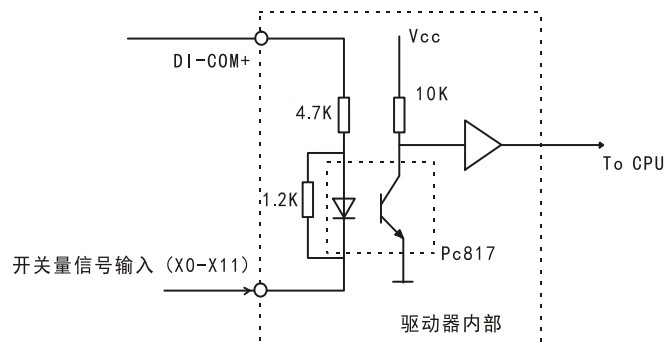 Vcc
DI-COM+
10K
4.7K
To CPU
1.2K
Pc817
开关量信号输入（X0-X11）
驱动器内部